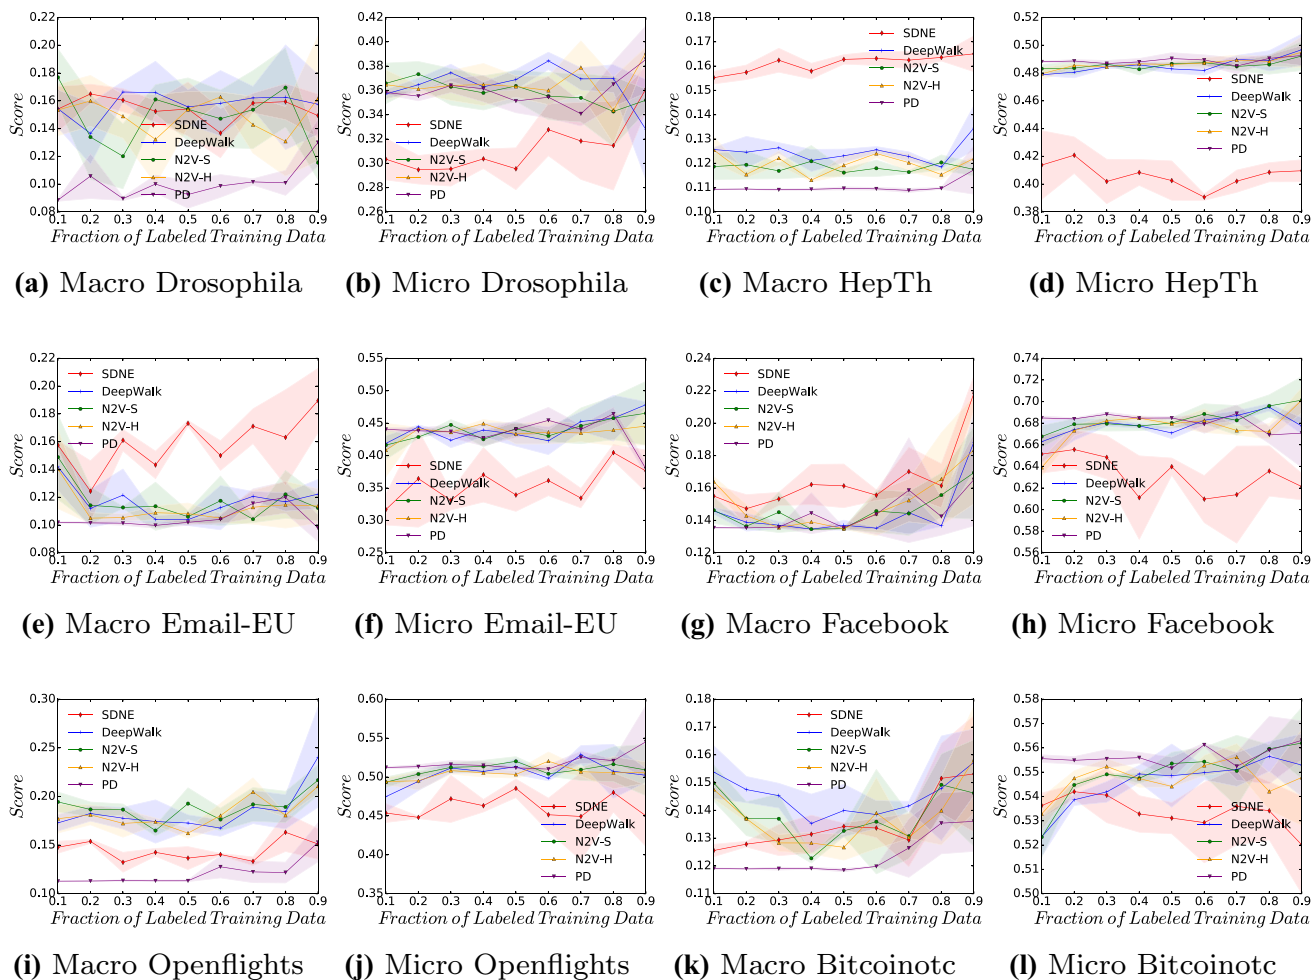 0.22
0.20
0.18
0.16
0.14
0.12
0.10
0.08
Score
SDNE
DeepWalk
N2V-S
N2V-H
PD
0.1 0.2 0.3 0.4 0.5 0.6 0.7 0.8 0.9
Fraction of Labeled Training Data
(a) Macro Drosophila
0.42
0.40
0.38
0.36
0.34
0.32
0.30
0.28
0.26
Score
SDNE
DeepWalk
N2V-S
N2V-H
PD
0.1 0.2 0.3 0.4 0.5 0.6 0.7 0.8 0.9
Fraction of Labeled Training Data
(b) Micro Drosophila
0.18
0.17
0.16
0.15
0.14
0.13
0.12
0.11
0.10
Score
SDNE
DeepWalk
N2V-S
N2V-H
PD
0.1 0.2 0.3 0.4 0.5 0.6 0.7 0.8 0.9
Fraction of Labeled Training Data
(c) Macro HepTh
0.52
0.50
0.48
0.46
0.44
0.42
0.40
0.38
Score
SDNE
DeepWalk
N2V-S
N2V-H
PD
0.1 0.2 0.3 0.4 0.5 0.6 0.7 0.8 0.9
Fraction of Labeled Training Data
(d) Micro HepTh
0.22
0.20
0.18
0.16
0.14
0.12
0.10
0.08
Score
SDNE
DeepWalk
N2V-S
N2V-H
PD
0.1 0.2 0.3 0.4 0.5 0.6 0.7 0.8 0.9
Fraction of Labeled Training Data
(e) Macro Email-EU
0.55
0.50
0.45
0.40
0.35
0.30
0.25
Score
SDNE
DeepWalk
N2V-S
N2V-H
PD
0.1 0.2 0.3 0.4 0.5 0.6 0.7 0.8 0.9
Fraction of Labeled Training Data
(f) Micro Email-EU
0.24
0.22
0.20
0.18
0.16
0.14
0.12
Score
SDNE
DeepWalk
N2V-S
N2V-H
PD
0.1 0.2 0.3 0.4 0.5 0.6 0.7 0.8 0.9
Fraction of Labeled Training Data
(g) Macro Facebook
0.74
0.72
0.70
0.68
0.66
0.64
0.62
0.60
0.58
0.56
Score
SDNE
DeepWalk
N2V-S
N2V-H
PD
0.1 0.2 0.3 0.4 0.5 0.6 0.7 0.8 0.9
Fraction of Labeled Training Data
(h) Micro Facebook
0.30
0.25
0.20
0.15
0.10
Score
SDNE
DeepWalk
N2V-S
N2V-H
PD
0.1 0.2 0.3 0.4 0.5 0.6 0.7 0.8 0.9
Fraction of Labeled Training Data
(i) Macro Openflights
0.60
0.55
0.50
0.45
0.40
0.35
Score
SDNE
DeepWalk
N2V-S
N2V-H
PD
0.1 0.2 0.3 0.4 0.5 0.6 0.7 0.8 0.9
Fraction of Labeled Training Data
(j) Micro Openflights
0.18
0.17
0.16
0.15
0.14
0.13
0.12
0.11
Score
SDNE
DeepWalk
N2V-S
N2V-H
PD
0.1 0.2 0.3 0.4 0.5 0.6 0.7 0.8 0.9
Fraction of Labeled Training Data
(k) Macro Bitcoinotc
0.58
0.57
0.56
0.55
0.54
0.53
0.52
0.51
0.50
Score
SDNE
DeepWalk
N2V-S
N2V-H
PD
0.1 0.2 0.3 0.4 0.5 0.6 0.7 0.8 0.9
Fraction of Labeled Training Data
(l) Micro Bitcoinotc